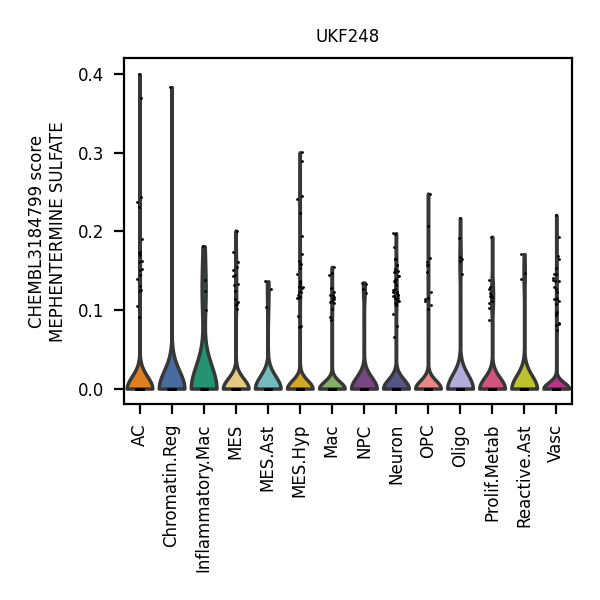 UKF248
CHEMBL3184799 score
MEPHENTERMINE SULFATE
0.4
0.3
0.2
0.1
0.0
AC
Chromatin.Reg
Inflammatory.Mac
MES
MES.Ast
MES.Hyp
Mac
NPC
Neuron
OPC
Oligo
Prolif.Metab
Reactive.Ast
Vasc